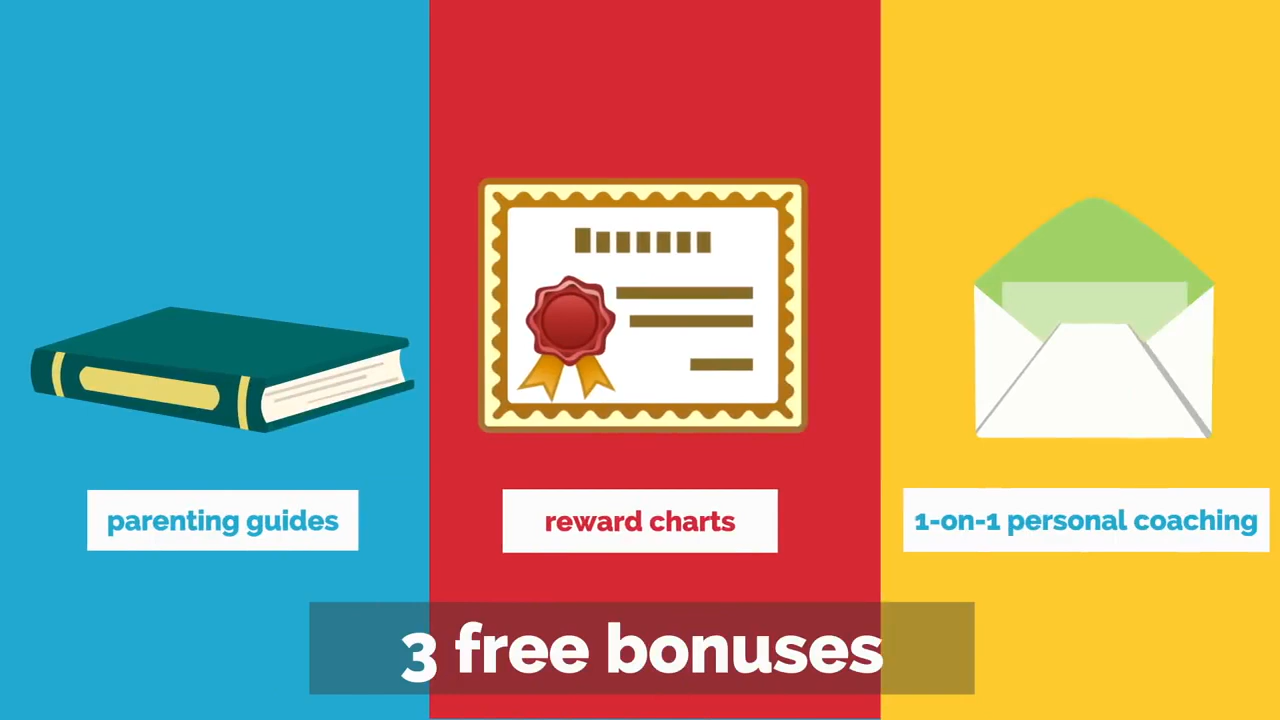 parenting guides
reward charts
1-on-1 personal coaching
3 free bonuses